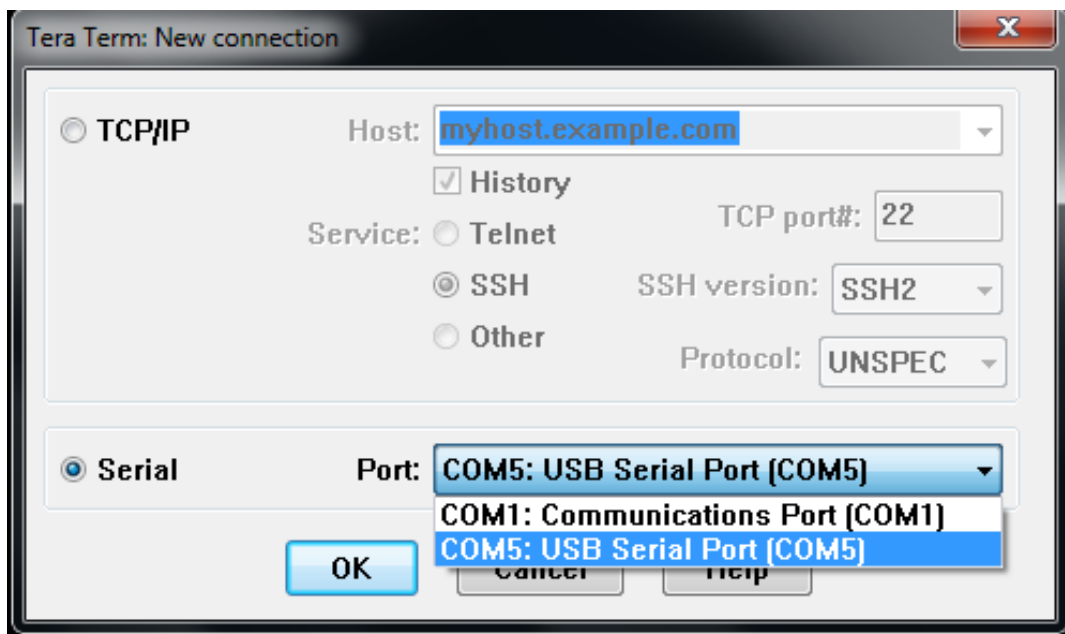 Tera Term: New connection
x
TCP/IP Host: myhost.example.com
History
Service: Telnet TCP port#: 22
SSH SSH version: SSH2
Other Protocol: UNSPEC
Serial Port: COM5: USB Serial Port (COM5)
COM1: Communications Port (COM1)
COM5: USB Serial Port (COM5)
OK Cancel Help